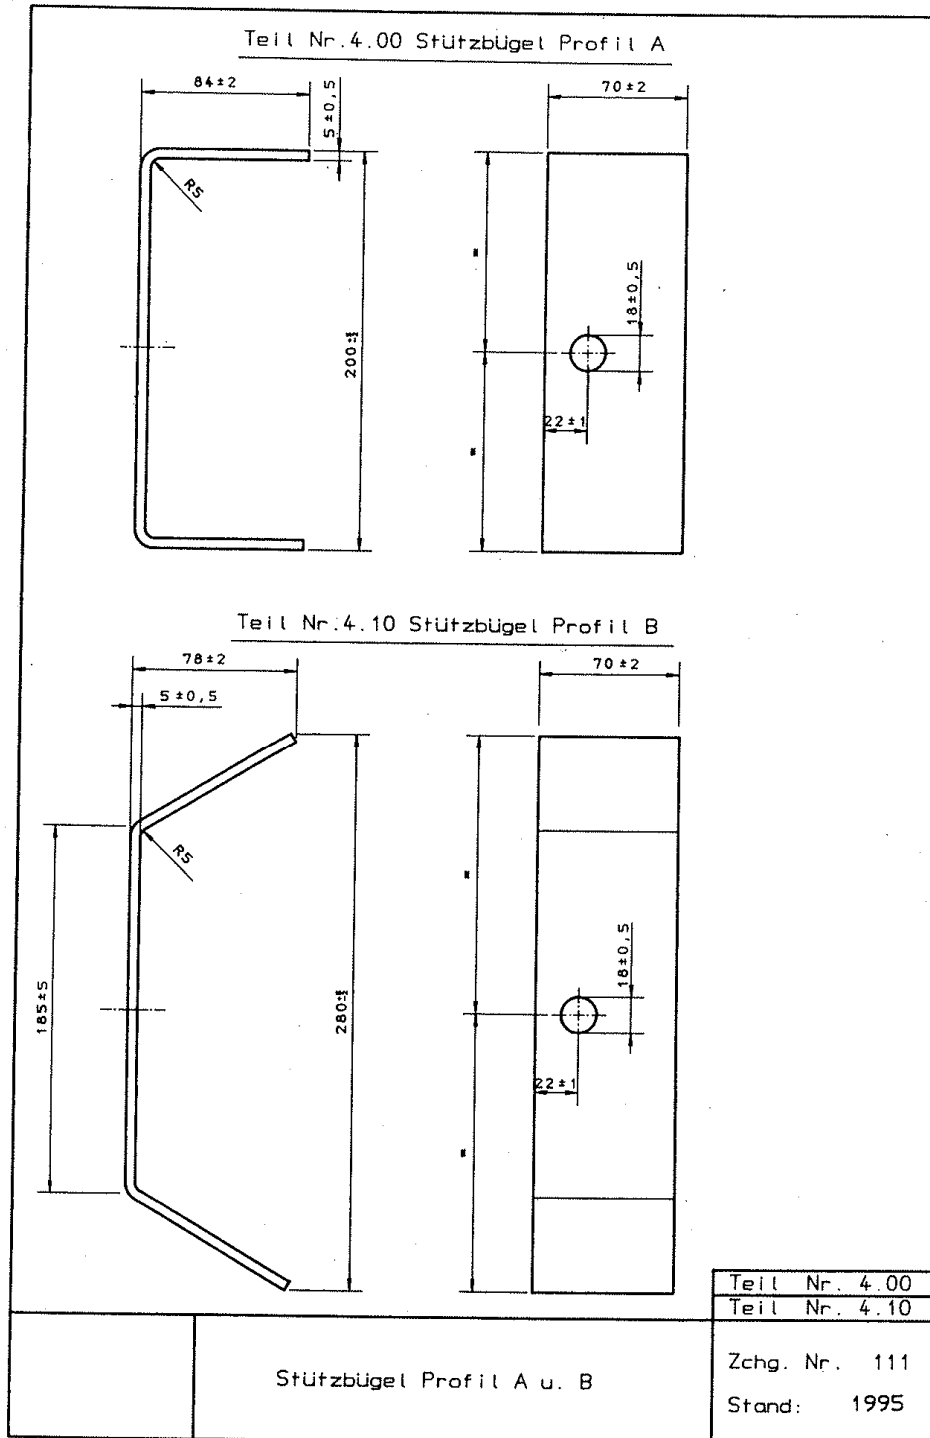 Teil Nr.4.00 Stützbügel Profil A
84±2
5±0,5
70±2
R5
200
18±0,5
22±1
Teil Nr.4.10 Stützbügel Profil B
78±2
5±0,5
70±2
R5
185±5
280
18±0,5
22±1
Teil Nr. 4.00
Teil Nr. 4.10
Stützbügel Profil A u. B
Zchg. Nr. 111
Stand: 1995